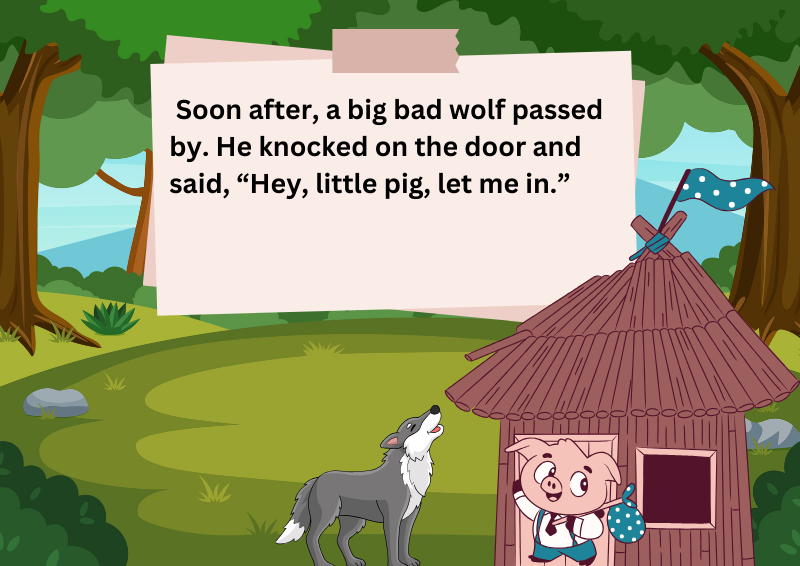 Soon after, a big bad wolf passed
by. He knocked on the door and
said, “Hey, little pig, let me in.”